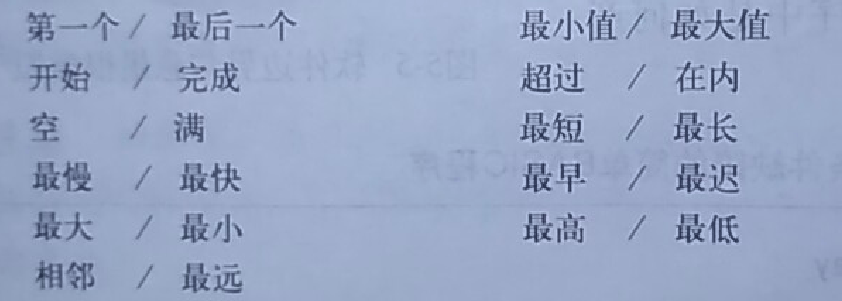 第一个 / 最后一个
开始 / 完成
空 / 满
最慢 / 最快
最大 / 最小
相邻 / 最远
最小值 / 最大值
超过 / 在内
最短 / 最长
最早 / 最迟
最高 / 最低